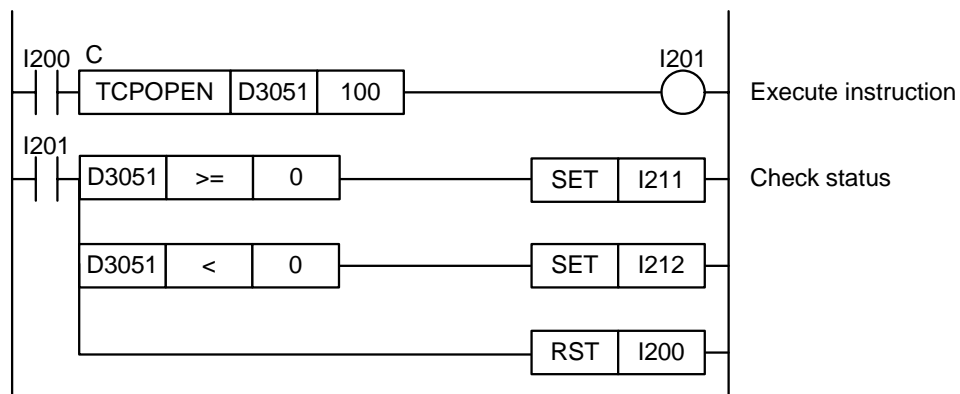 I200 C I201
TCPOPEN D3051 100 Execute instruction
I201
D3051 >= 0 SET I211 Check status
D3051 < 0 SET I212
RST I200